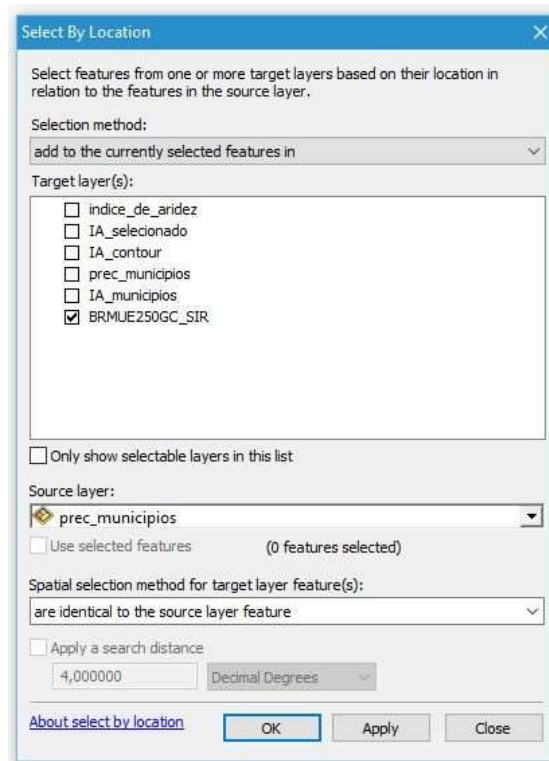 Select By Location
Select features from one or more target layers based on their location in
relation to the features in the source layer.
Selection method:
add to the currently selected features in
Target layer(s):
indice_de_aridez
IA_selecionado
IA_contour
prec_municipios
IA_municipios
BRMUE250GC_SIR
Only show selectable layers in this list
Source layer:
prec_municipios
Use selected features (0 features selected)
Spatial selection method for target layer feature(s):
are identical to the source layer feature
Apply a search distance
4,000000 Decimal Degrees
About select by location OK Apply Close